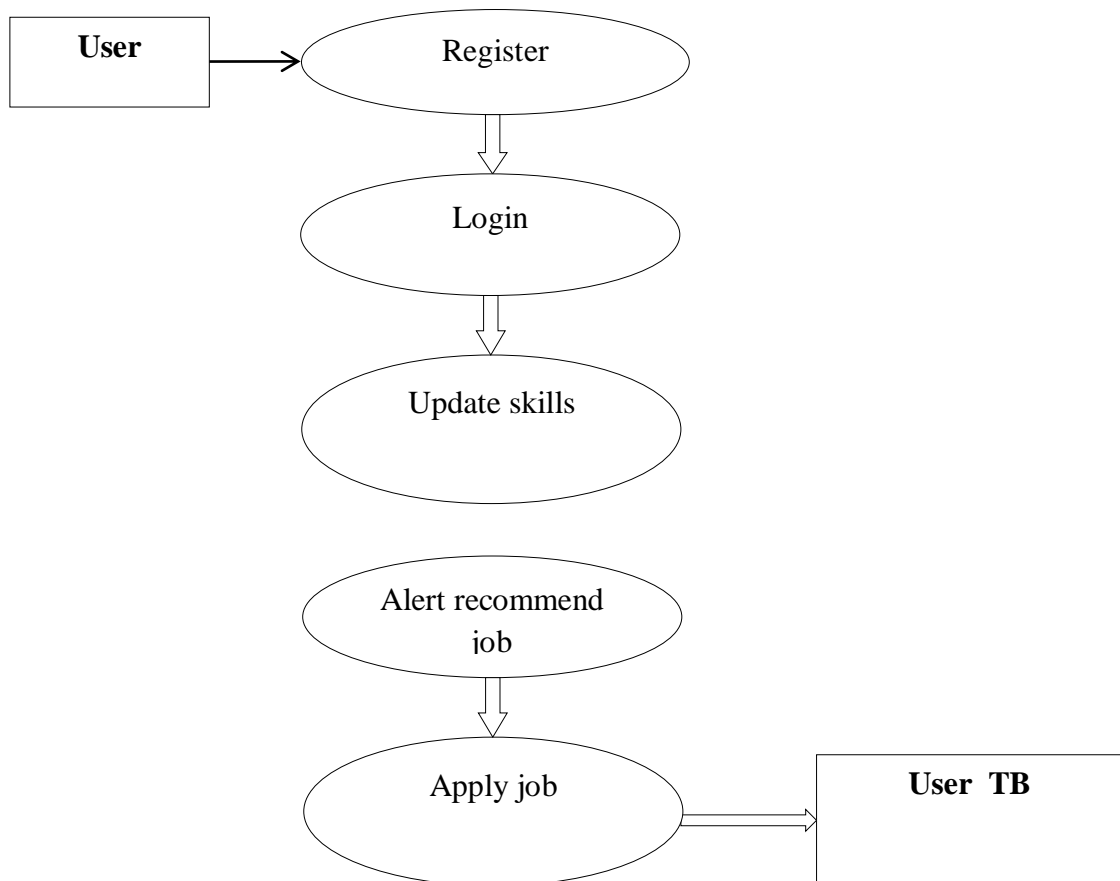 User
Register
Login
Update skills
Alert recommend
job
Apply job
User TB